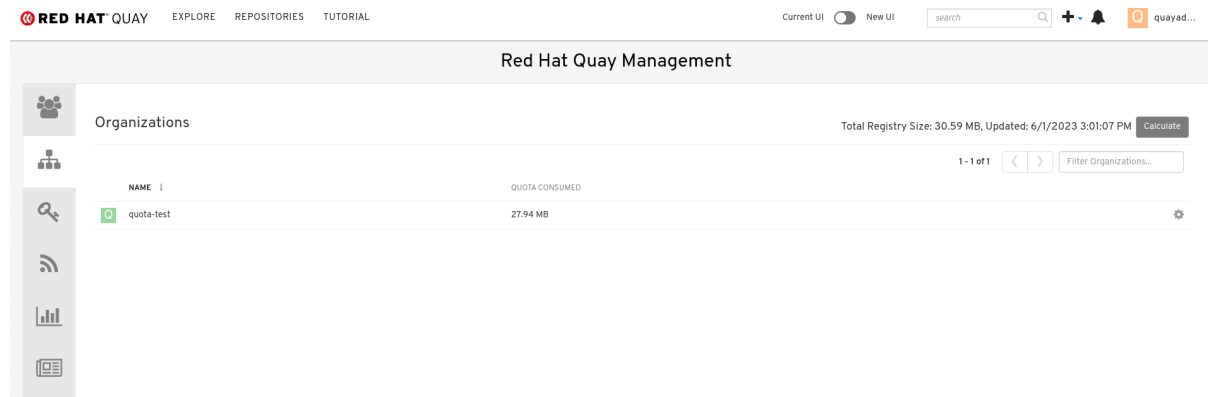 RED HAT® QUAY EXPLORE REPOSITORIES TUTORIAL Current UI New UI search Q quayad...
Red Hat Quay Management
Organizations Total Registry Size: 30.59 MB, Updated: 6/1/2023 3:01:07 PM Calculate
1 - 1 of 1 Filter Organizations...
NAME ↓ QUOTA CONSUMED
Q quota-test 27.94 MB